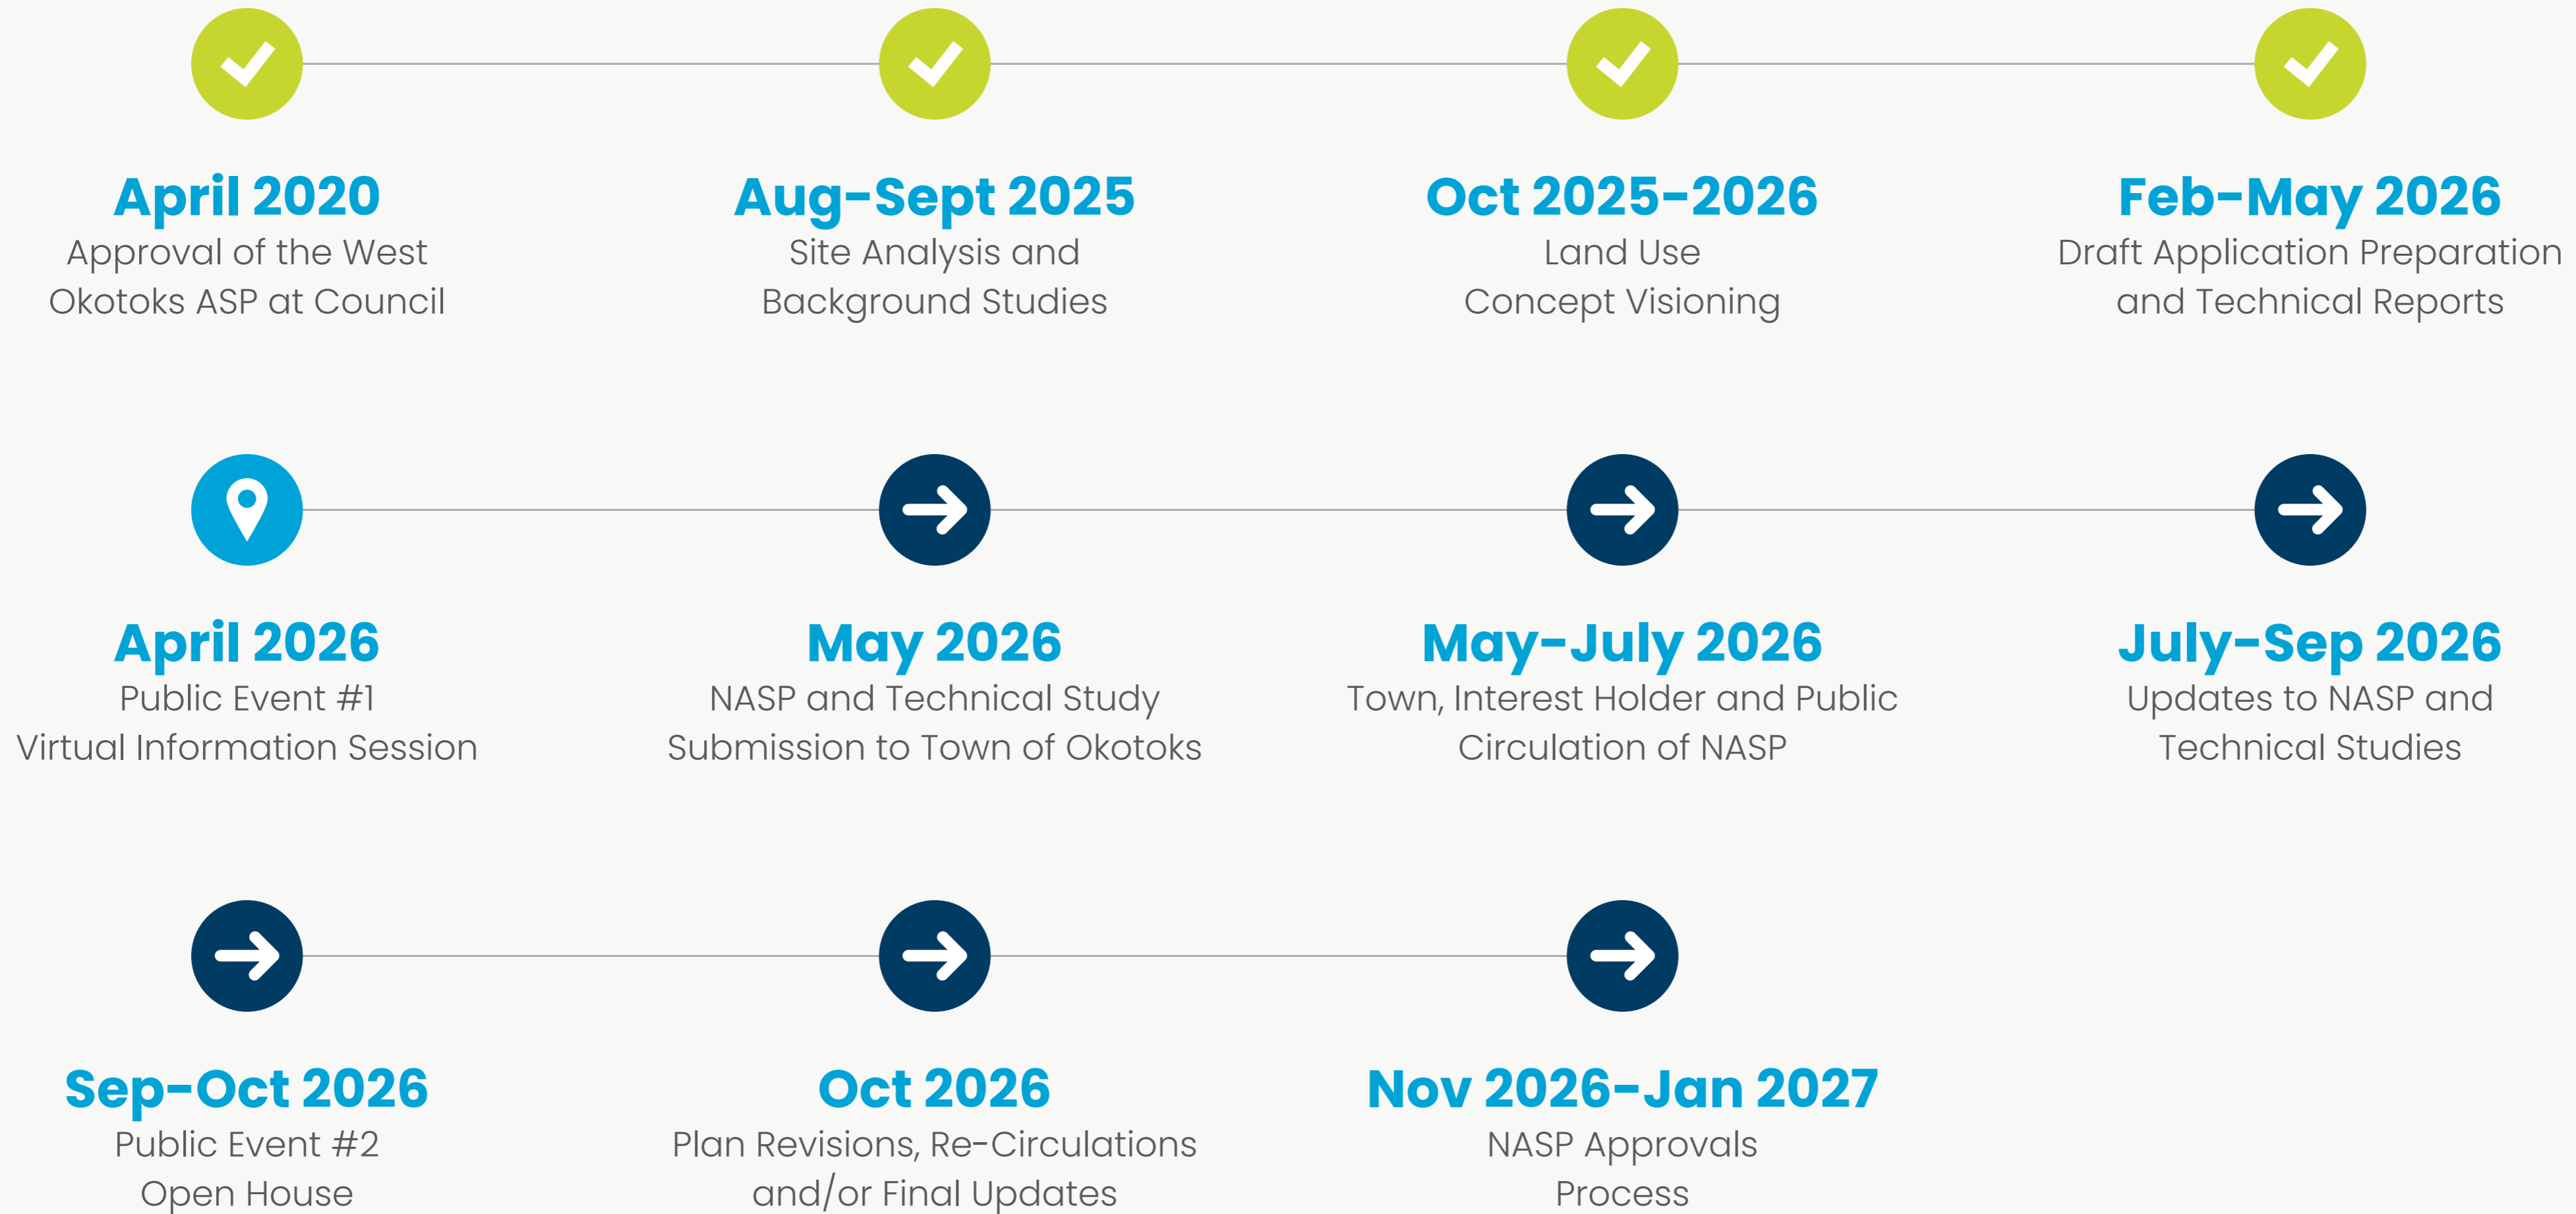 April 2020
Approval of the West
Okotoks ASP at Council
Aug-Sept 2025
Site Analysis and
Background Studies
Oct 2025-2026
Land Use
Concept Visioning
Feb-May 2026
Draft Application Preparation
and Technical Reports
April 2026
Public Event #1
Virtual Information Session
May 2026
NASP and Technical Study
Submission to Town of Okotoks
May-July 2026
Town, Interest Holder and Public
Circulation of NASP
July-Sep 2026
Updates to NASP and
Technical Studies
Sep-Oct 2026
Public Event #2
Open House
Oct 2026
Plan Revisions, Re-Circulations
and/or Final Updates
Nov 2026-Jan 2027
NASP Approvals
Process